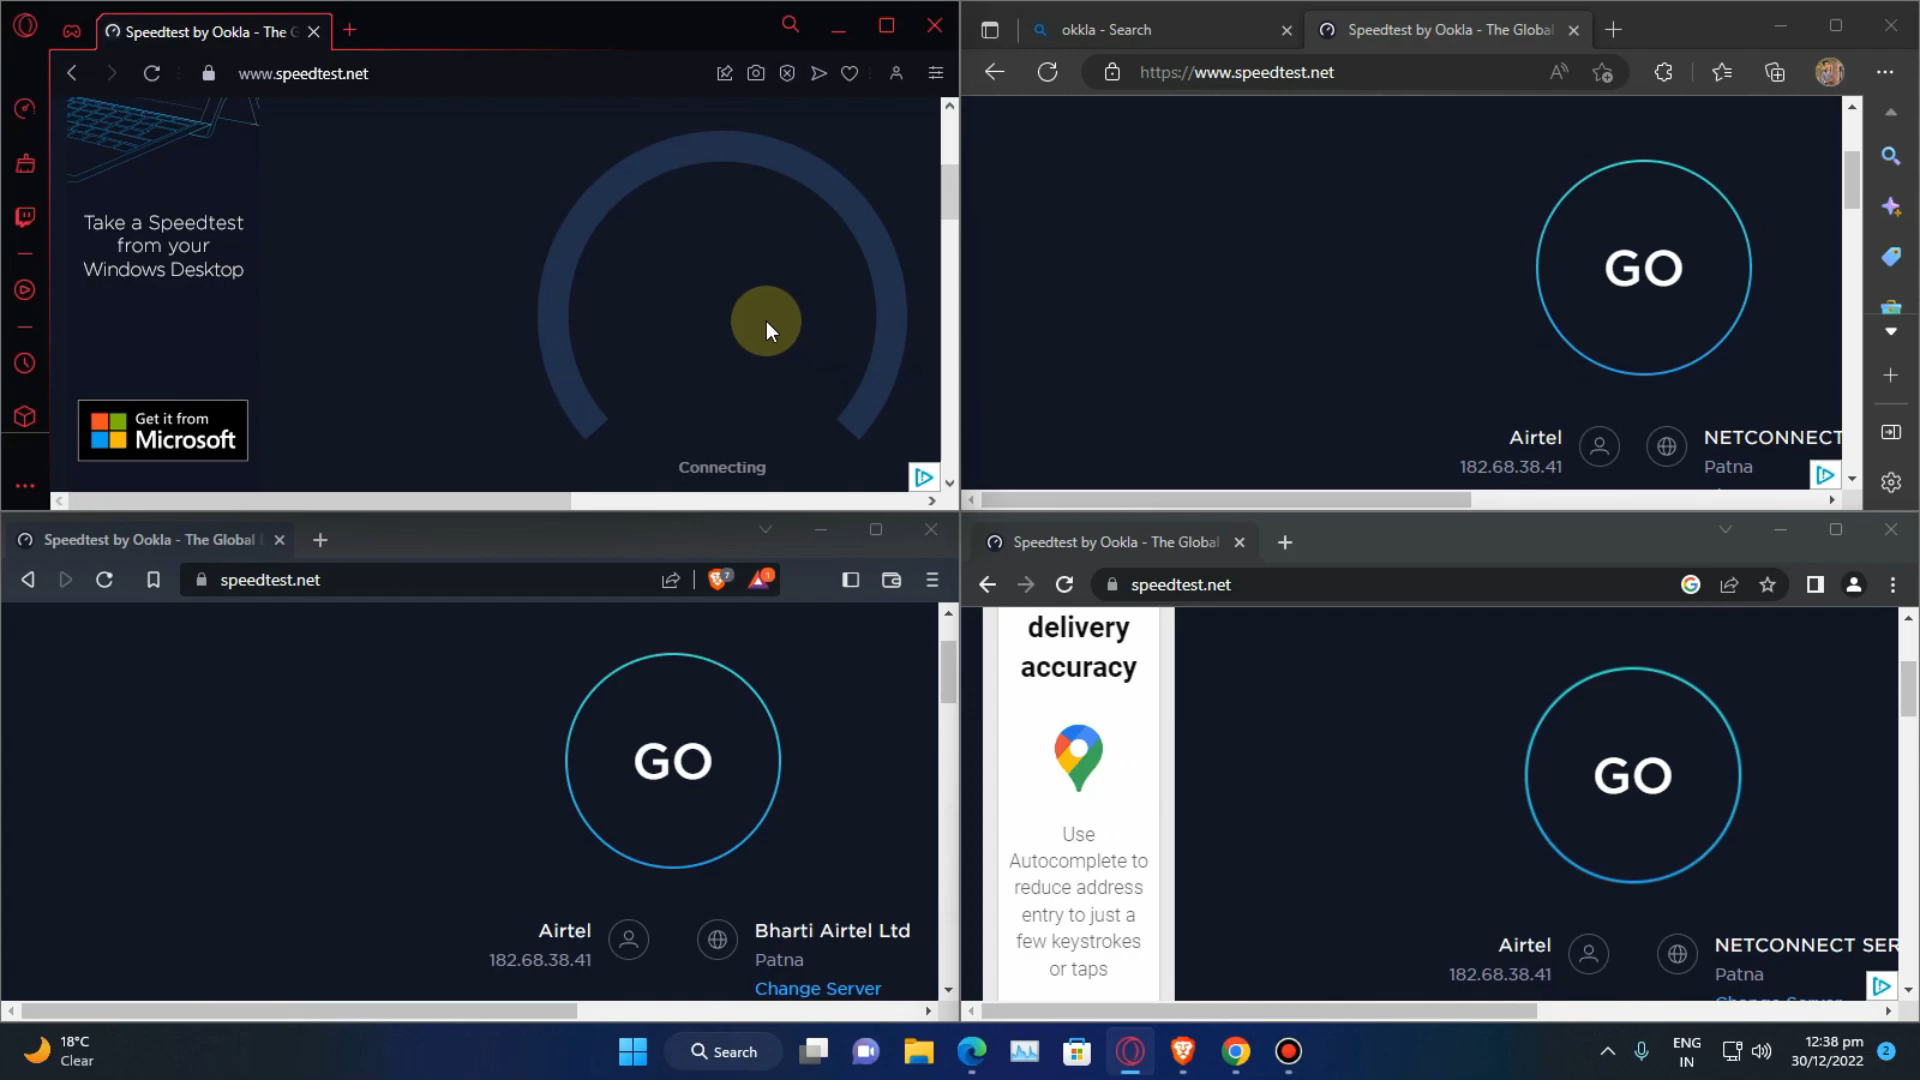 Speedtest by Ookla - The G
www.speedtest.net
Take a Speedtest
from your
Windows Desktop
Get it from
Microsoft
Connecting
okkla - Search
Speedtest by Ookla - The Global
https://www.speedtest.net
GO
Airtel
182.68.38.41
NETCONNECT
Patna
Speedtest by Ookla - The Global
speedtest.net
7
1
GO
Airtel
182.68.38.41
Bharti Airtel Ltd
Patna
Change Server
Speedtest by Ookla - The Global
speedtest.net
delivery
accuracy
Use
Autocomplete to
reduce address
entry to just a
few keystrokes
or taps
GO
Airtel
182.68.38.41
NETCONNECT SER
Patna
Change Server
18°C
Clear
Search
ENG
IN
12:38 pm
30/12/2022
2